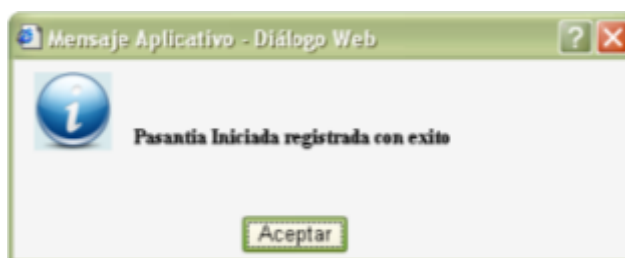 Mensaje Aplicativo - Diálogo Web
Pasantia Iniciada registrada con exito
Aceptar